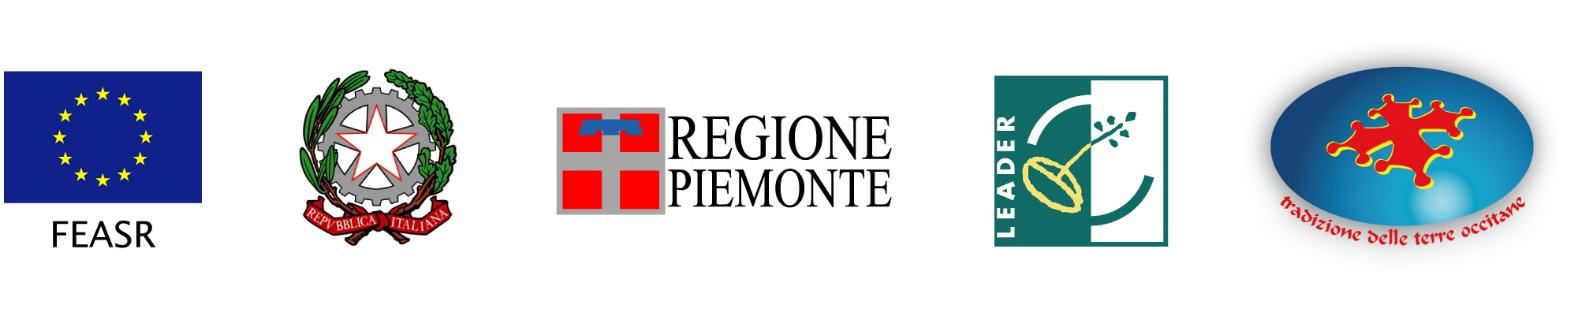 FEASR
REPVBBLICA ITALIANA
REGIONE
PIEMONTE
LEADER
tradizione delle terre occitane